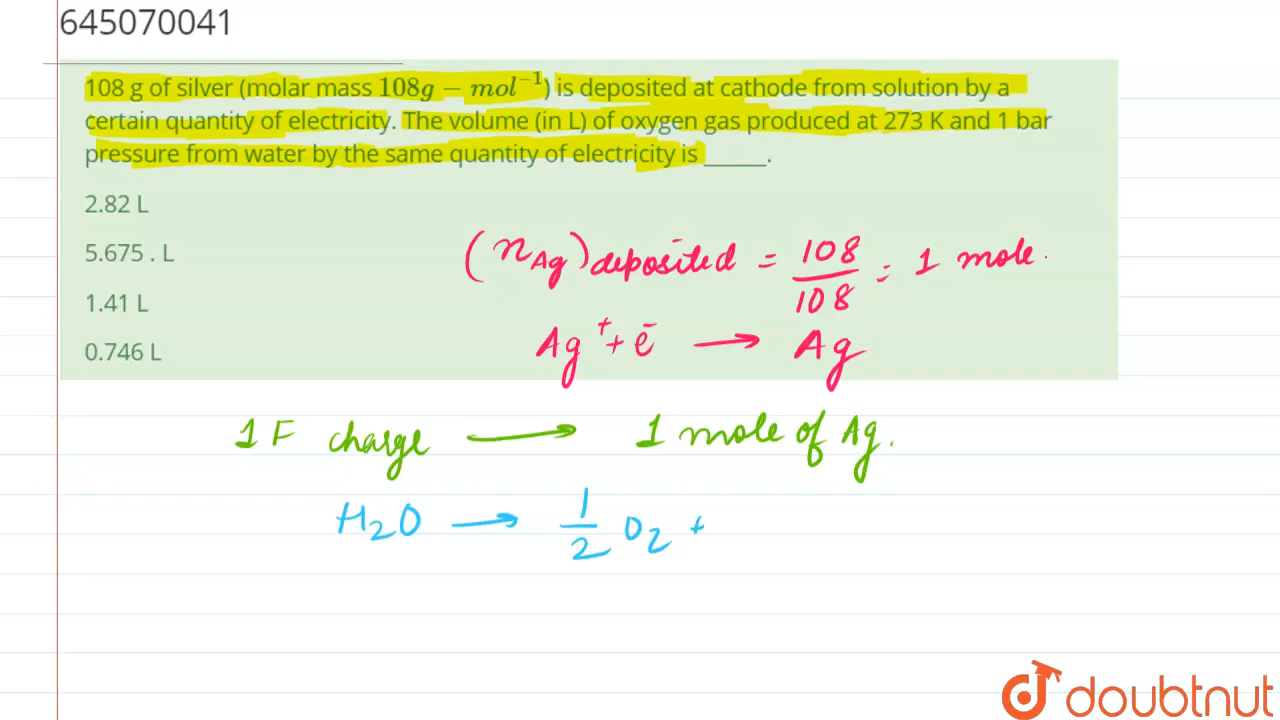 645070041
108 g of silver (molar mass 108g − mol⁻¹) is deposited at cathode from solution by a
certain quantity of electricity. The volume (in L) of oxygen gas produced at 273 K and 1 bar
pressure from water by the same quantity of electricity is ______.
2.82 L
5.675 . L
1.41 L
0.746 L
(n_Ag) deposited = 108/108 = 1 mole.
Ag⁺ + e⁻ → Ag
1 F charge → 1 mole of Ag.
H₂O → 1/2 O₂ +
doubtnut